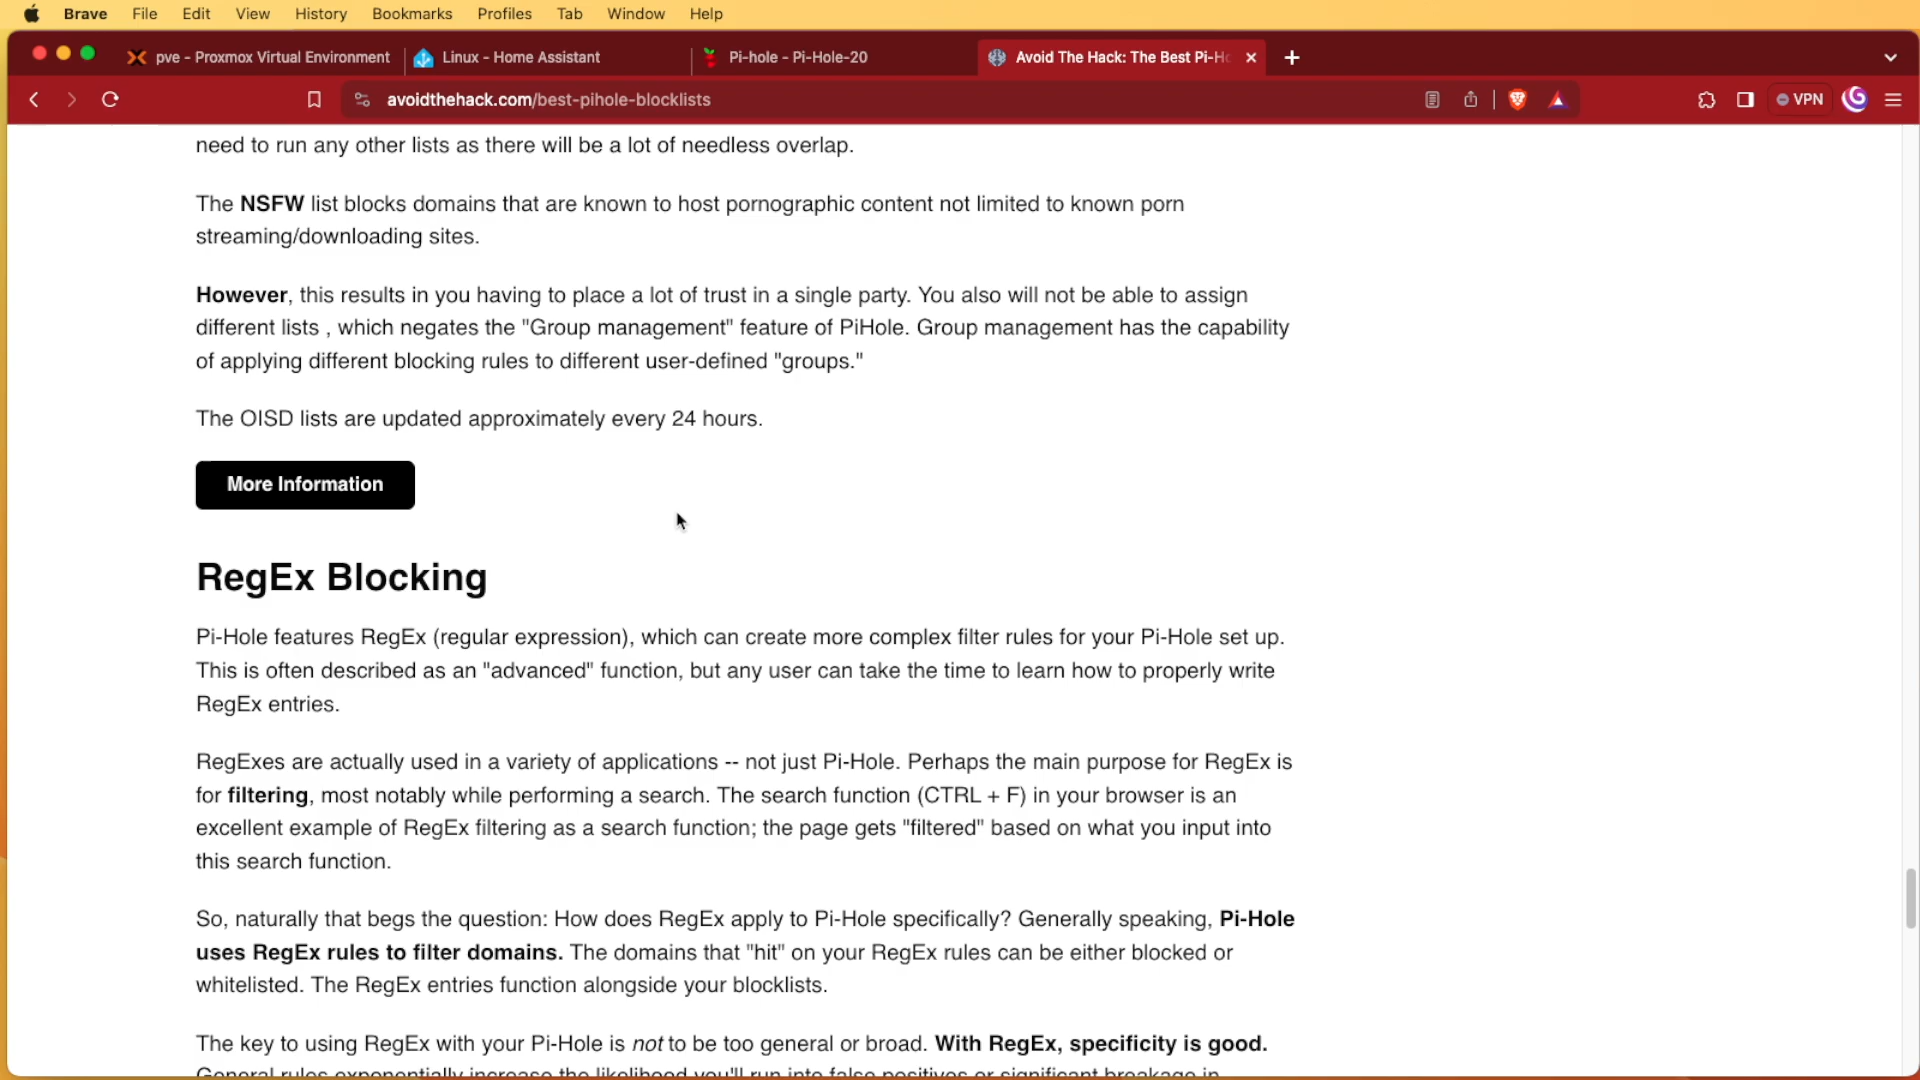 Brave File Edit View History Bookmarks Profiles Tab Window Help
pve - Proxmox Virtual Environment Linux - Home Assistant Pi-hole - Pi-Hole-20 Avoid The Hack: The Best Pi-Ho
avoidthehack.com/best-pihole-blocklists VPN
need to run any other lists as there will be a lot of needless overlap.
The NSFW list blocks domains that are known to host pornographic content not limited to known porn
streaming/downloading sites.
However, this results in you having to place a lot of trust in a single party. You also will not be able to assign
different lists , which negates the "Group management" feature of PiHole. Group management has the capability
of applying different blocking rules to different user-defined "groups."
The OISD lists are updated approximately every 24 hours.
More Information
RegEx Blocking
Pi-Hole features RegEx (regular expression), which can create more complex filter rules for your Pi-Hole set up.
This is often described as an "advanced" function, but any user can take the time to learn how to properly write
RegEx entries.
RegExes are actually used in a variety of applications -- not just Pi-Hole. Perhaps the main purpose for RegEx is
for filtering, most notably while performing a search. The search function (CTRL + F) in your browser is an
excellent example of RegEx filtering as a search function; the page gets "filtered" based on what you input into
this search function.
So, naturally that begs the question: How does RegEx apply to Pi-Hole specifically? Generally speaking, Pi-Hole
uses RegEx rules to filter domains. The domains that "hit" on your RegEx rules can be either blocked or
whitelisted. The RegEx entries function alongside your blocklists.
The key to using RegEx with your Pi-Hole is not to be too general or broad. With RegEx, specificity is good.
General rules exponentially increase the likelihood you'll run into false positives or significant breakage in